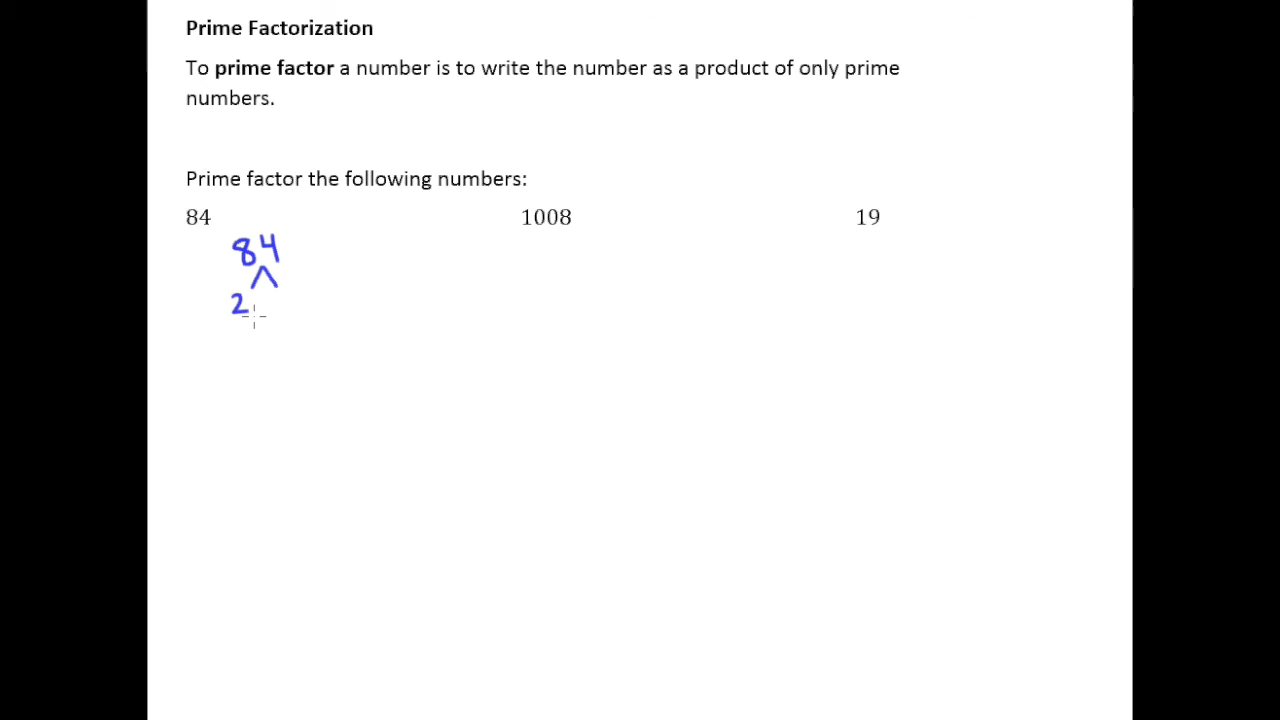 Prime Factorization
To prime factor a number is to write the number as a product of only prime
numbers.
Prime factor the following numbers:
84 1008 19
84
2